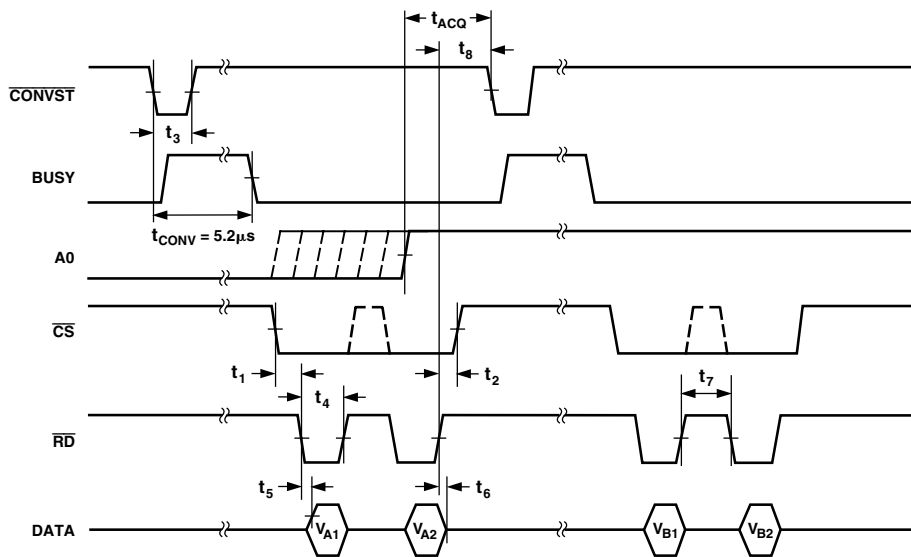 tACQ
t8
CONVST
t3
BUSY
tCONV = 5.2µs
A0
CS
t1
t4
t2
t7
RD
t5
t6
DATA
VA1
VA2
VB1
VB2